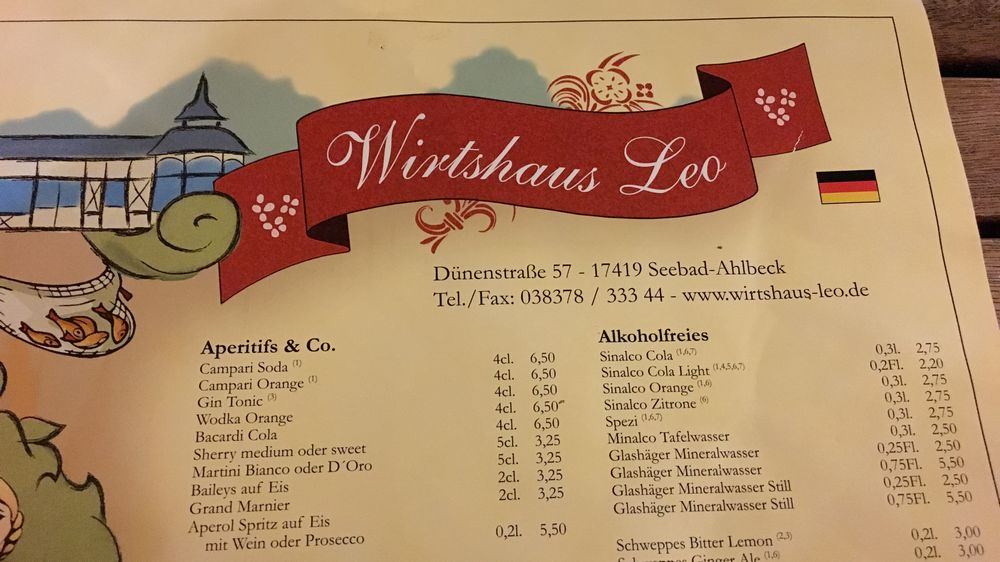 Wirtshaus Leo
Dünenstraße 57 - 17419 Seebad-Ahlbeck
Tel./Fax: 038378 / 333 44 - www.wirtshaus-leo.de
Aperitifs & Co.
Campari Soda (1) 4cl. 6,50
Campari Orange (1) 4cl. 6,50
Gin Tonic (3) 4cl. 6,50
Wodka Orange 4cl. 6,50
Bacardi Cola 4cl. 6,50
Sherry medium oder sweet 5cl. 3,25
Martini Bianco oder D´Oro 5cl. 3,25
Baileys auf Eis 2cl. 3,25
Grand Marnier 2cl. 3,25
Aperol Spritz auf Eis
mit Wein oder Prosecco 0,2l. 5,50
Alkoholfreies
Sinalco Cola (1,6,7) 0,3l. 2,75
Sinalco Cola Light (1,4,5,6,7) 0,2Fl. 2,20
Sinalco Orange (1,6) 0,3l. 2,75
Sinalco Zitrone (6) 0,3l. 2,75
Spezi (1,6,7) 0,3l. 2,75
Minalco Tafelwasser 0,3l. 2,50
Glashäger Mineralwasser 0,25Fl. 2,50
Glashäger Mineralwasser 0,75Fl. 5,50
Glashäger Mineralwasser Still 0,25Fl. 2,50
Glashäger Mineralwasser Still 0,75Fl. 5,50
Schweppes Bitter Lemon (2,3) 0,2l. 3,00
Schweppes Ginger Ale (1,6) 0,2l. 3,00